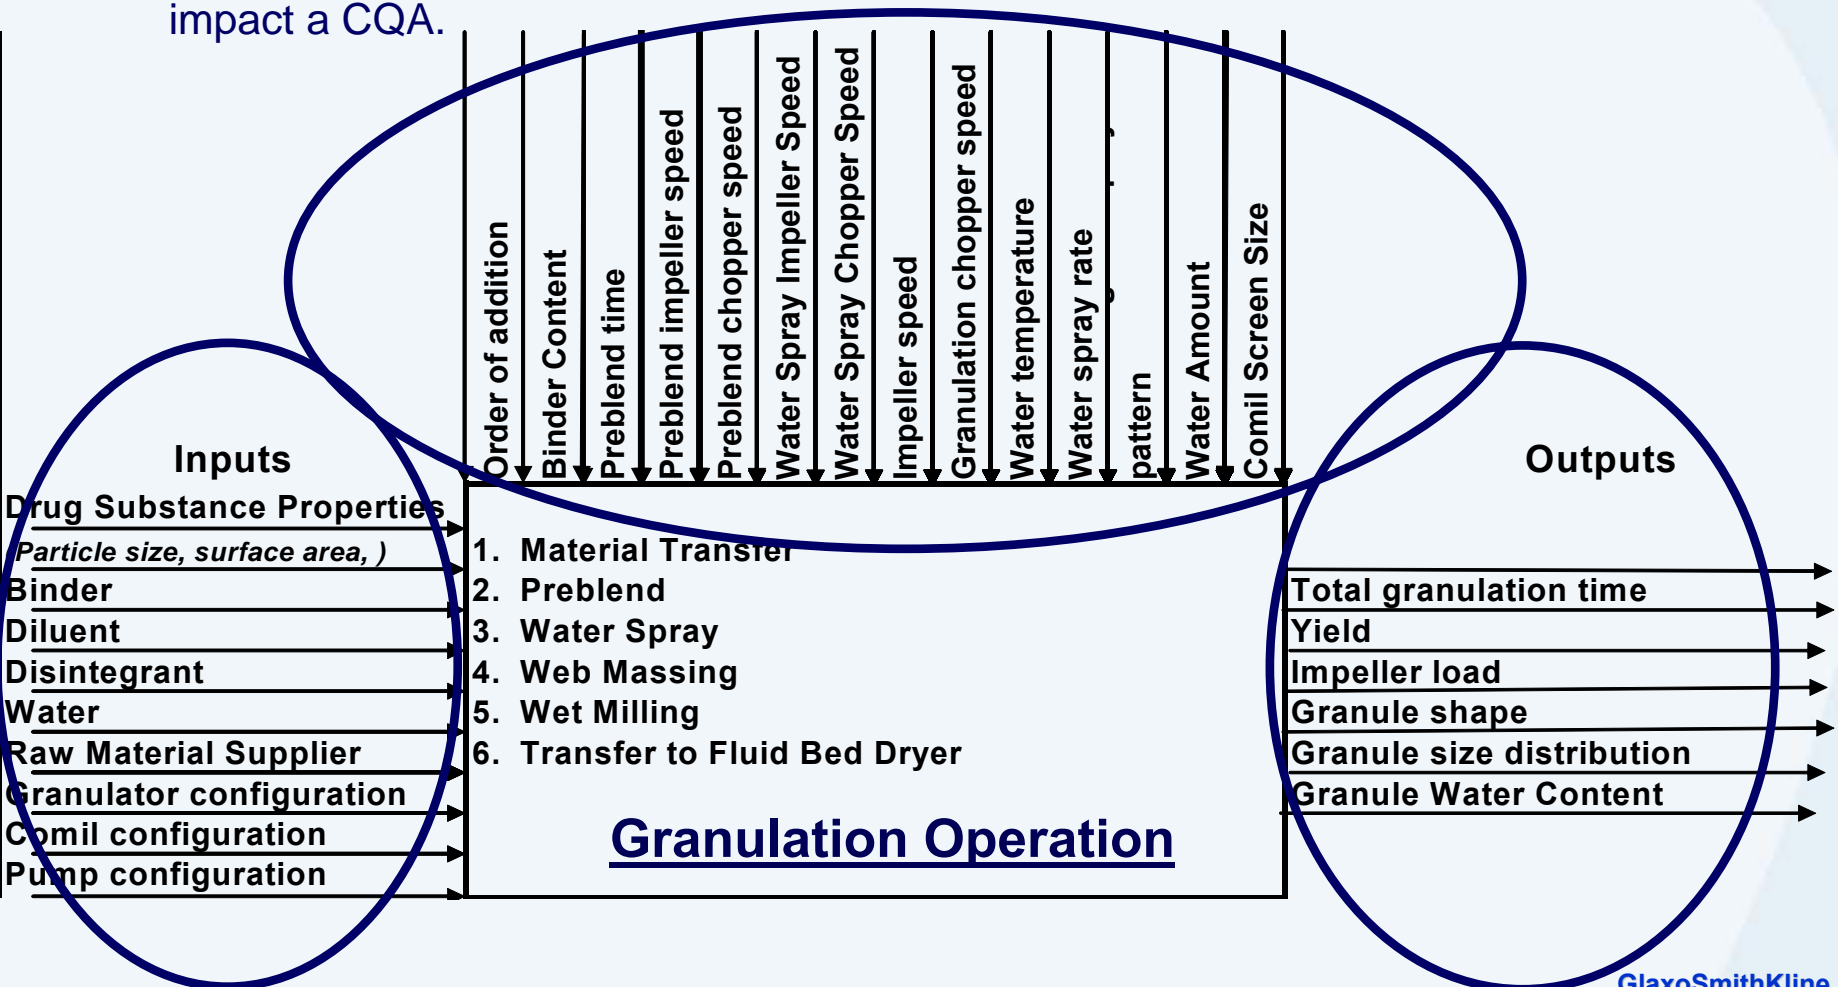 impact a CQA.
Order of addition
Binder Content
Preblend time
Preblend impeller speed
Preblend chopper speed
Water Spray Impeller Speed
Water Spray Chopper Speed
Impeller speed
Granulation chopper speed
Water temperature
Water spray rate
pattern
Water Amount
Comil Screen Size
Inputs
Drug Substance Properties
(Particle size, surface area, )
Binder
Diluent
Disintegrant
Water
Raw Material Supplier
Granulator configuration
Comil configuration
Pump configuration
1. Material Transfer
2. Preblend
3. Water Spray
4. Web Massing
5. Wet Milling
6. Transfer to Fluid Bed Dryer
Granulation Operation
Outputs
Total granulation time
Yield
Impeller load
Granule shape
Granule size distribution
Granule Water Content
GlaxoSmithKline